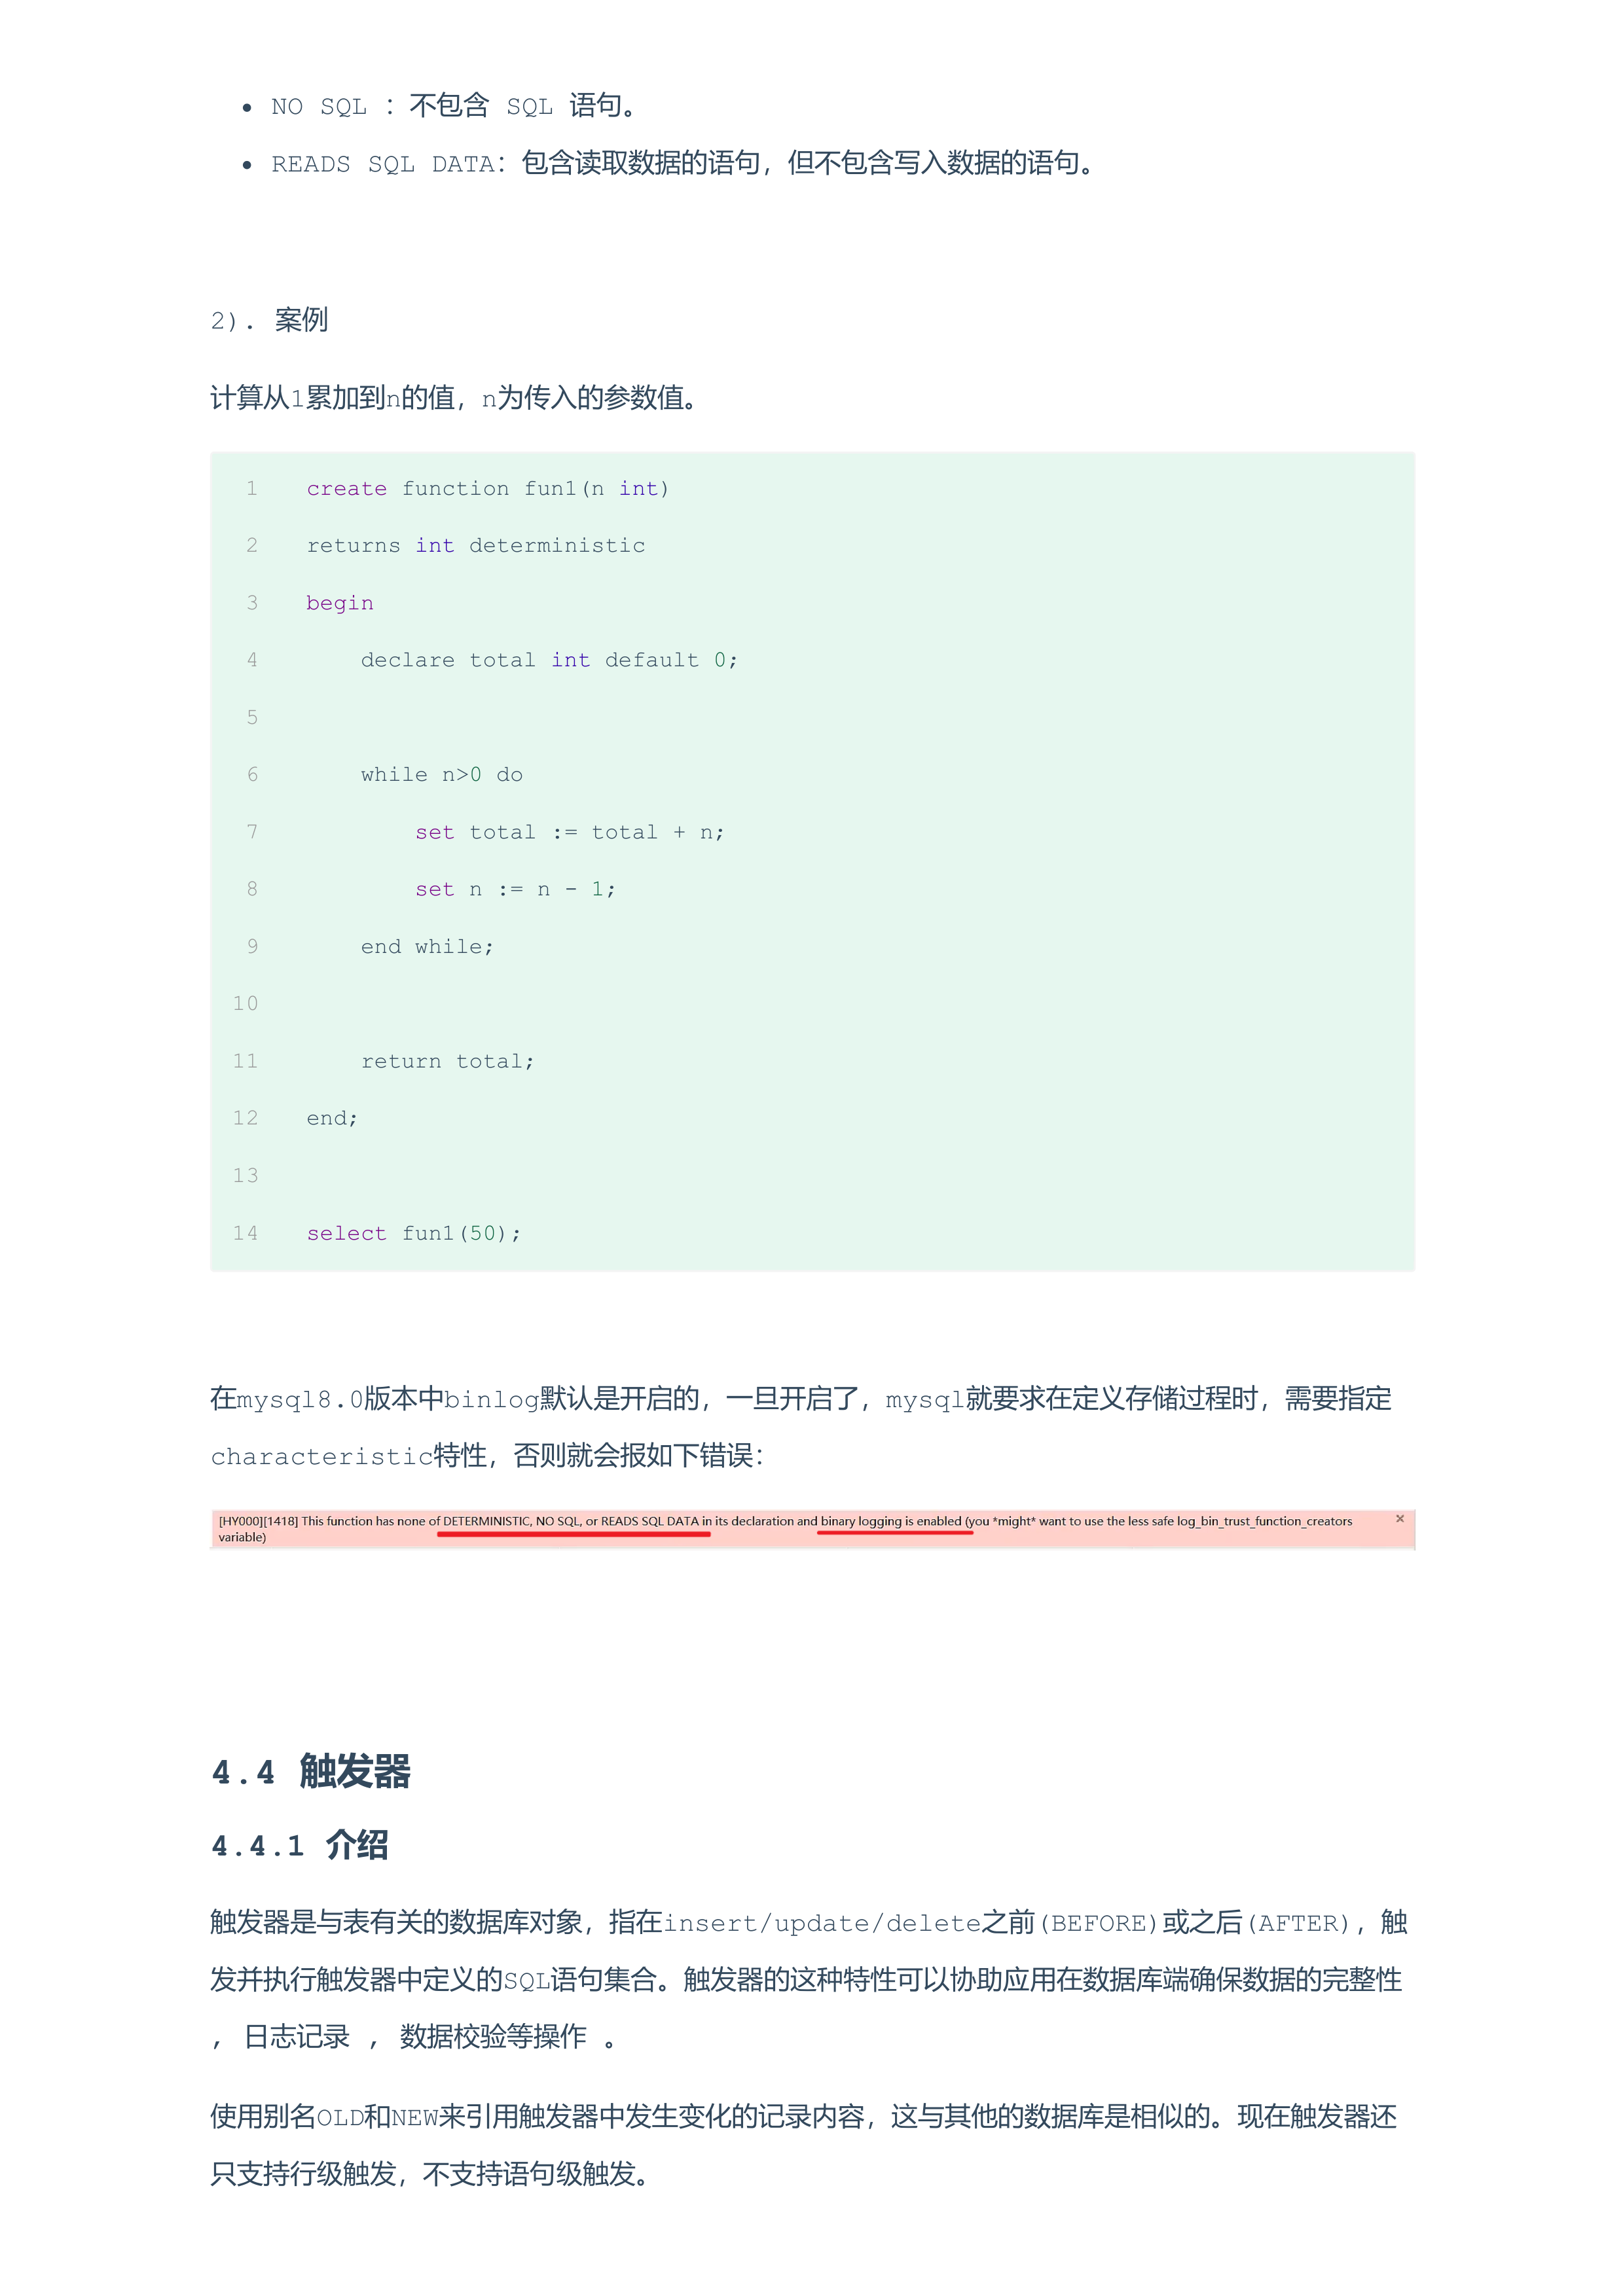 • NO SQL ：不包含 SQL 语句。
• READS SQL DATA：包含读取数据的语句，但不包含写入数据的语句。
2). 案例
计算从1累加到n的值，n为传入的参数值。
1 create function fun1(n int)
2 returns int deterministic
3 begin
4     declare total int default 0;
5
6     while n>0 do
7         set total := total + n;
8         set n := n - 1;
9     end while;
10
11     return total;
12 end;
13
14 select fun1(50);
在mysql8.0版本中binlog默认是开启的，一旦开启了，mysql就要求在定义存储过程时，需要指定
characteristic特性，否则就会报如下错误：
[HY000][1418] This function has none of DETERMINISTIC, NO SQL, or READS SQL DATA in its declaration and binary logging is enabled (you *might* want to use the less safe log_bin_trust_function_creators
variable)
4.4 触发器
4.4.1 介绍
触发器是与表有关的数据库对象，指在insert/update/delete之前(BEFORE)或之后(AFTER)，触
发并执行触发器中定义的SQL语句集合。触发器的这种特性可以协助应用在数据库端确保数据的完整性
, 日志记录 , 数据校验等操作 。
使用别名OLD和NEW来引用触发器中发生变化的记录内容，这与其他的数据库是相似的。现在触发器还
只支持行级触发，不支持语句级触发。